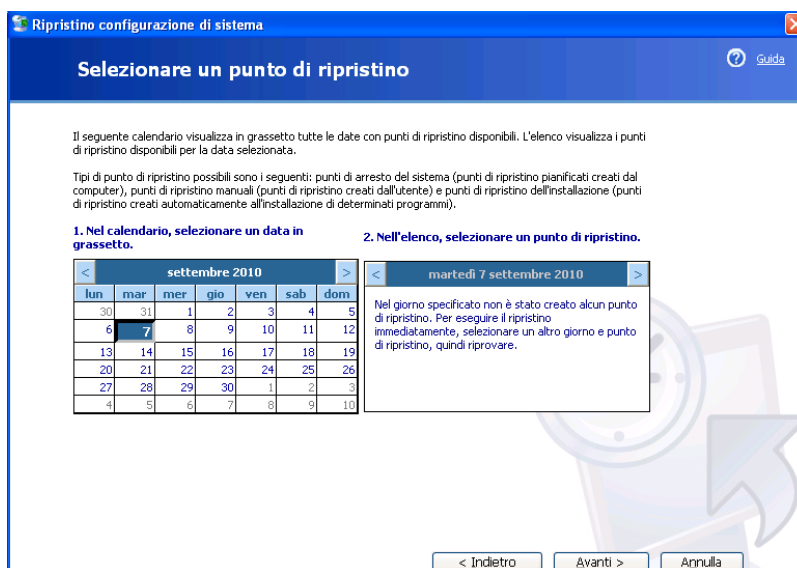 Ripristino configurazione di sistema
Selezionare un punto di ripristino
Guida
Il seguente calendario visualizza in grassetto tutte le date con punti di ripristino disponibili. L'elenco visualizza i punti
di ripristino disponibili per la data selezionata.
Tipi di punto di ripristino possibili sono i seguenti: punti di arresto del sistema (punti di ripristino pianificati creati dal
computer), punti di ripristino manuali (punti di ripristino creati dall'utente) e punti di ripristino dell'installazione (punti
di ripristino creati automaticamente all'installazione di determinati programmi).
1. Nel calendario, selezionare un data in
grassetto.
< settembre 2010 >
lun mar mer gio ven sab dom
30 31 1 2 3 4 5
6 7 8 9 10 11 12
13 14 15 16 17 18 19
20 21 22 23 24 25 26
27 28 29 30 1 2 3
4 5 6 7 8 9 10
2. Nell'elenco, selezionare un punto di ripristino.
< martedì 7 settembre 2010 >
Nel giorno specificato non è stato creato alcun punto
di ripristino. Per eseguire il ripristino
immediatamente, selezionare un altro giorno e punto
di ripristino, quindi riprovare.
< Indietro
Avanti >
Annulla